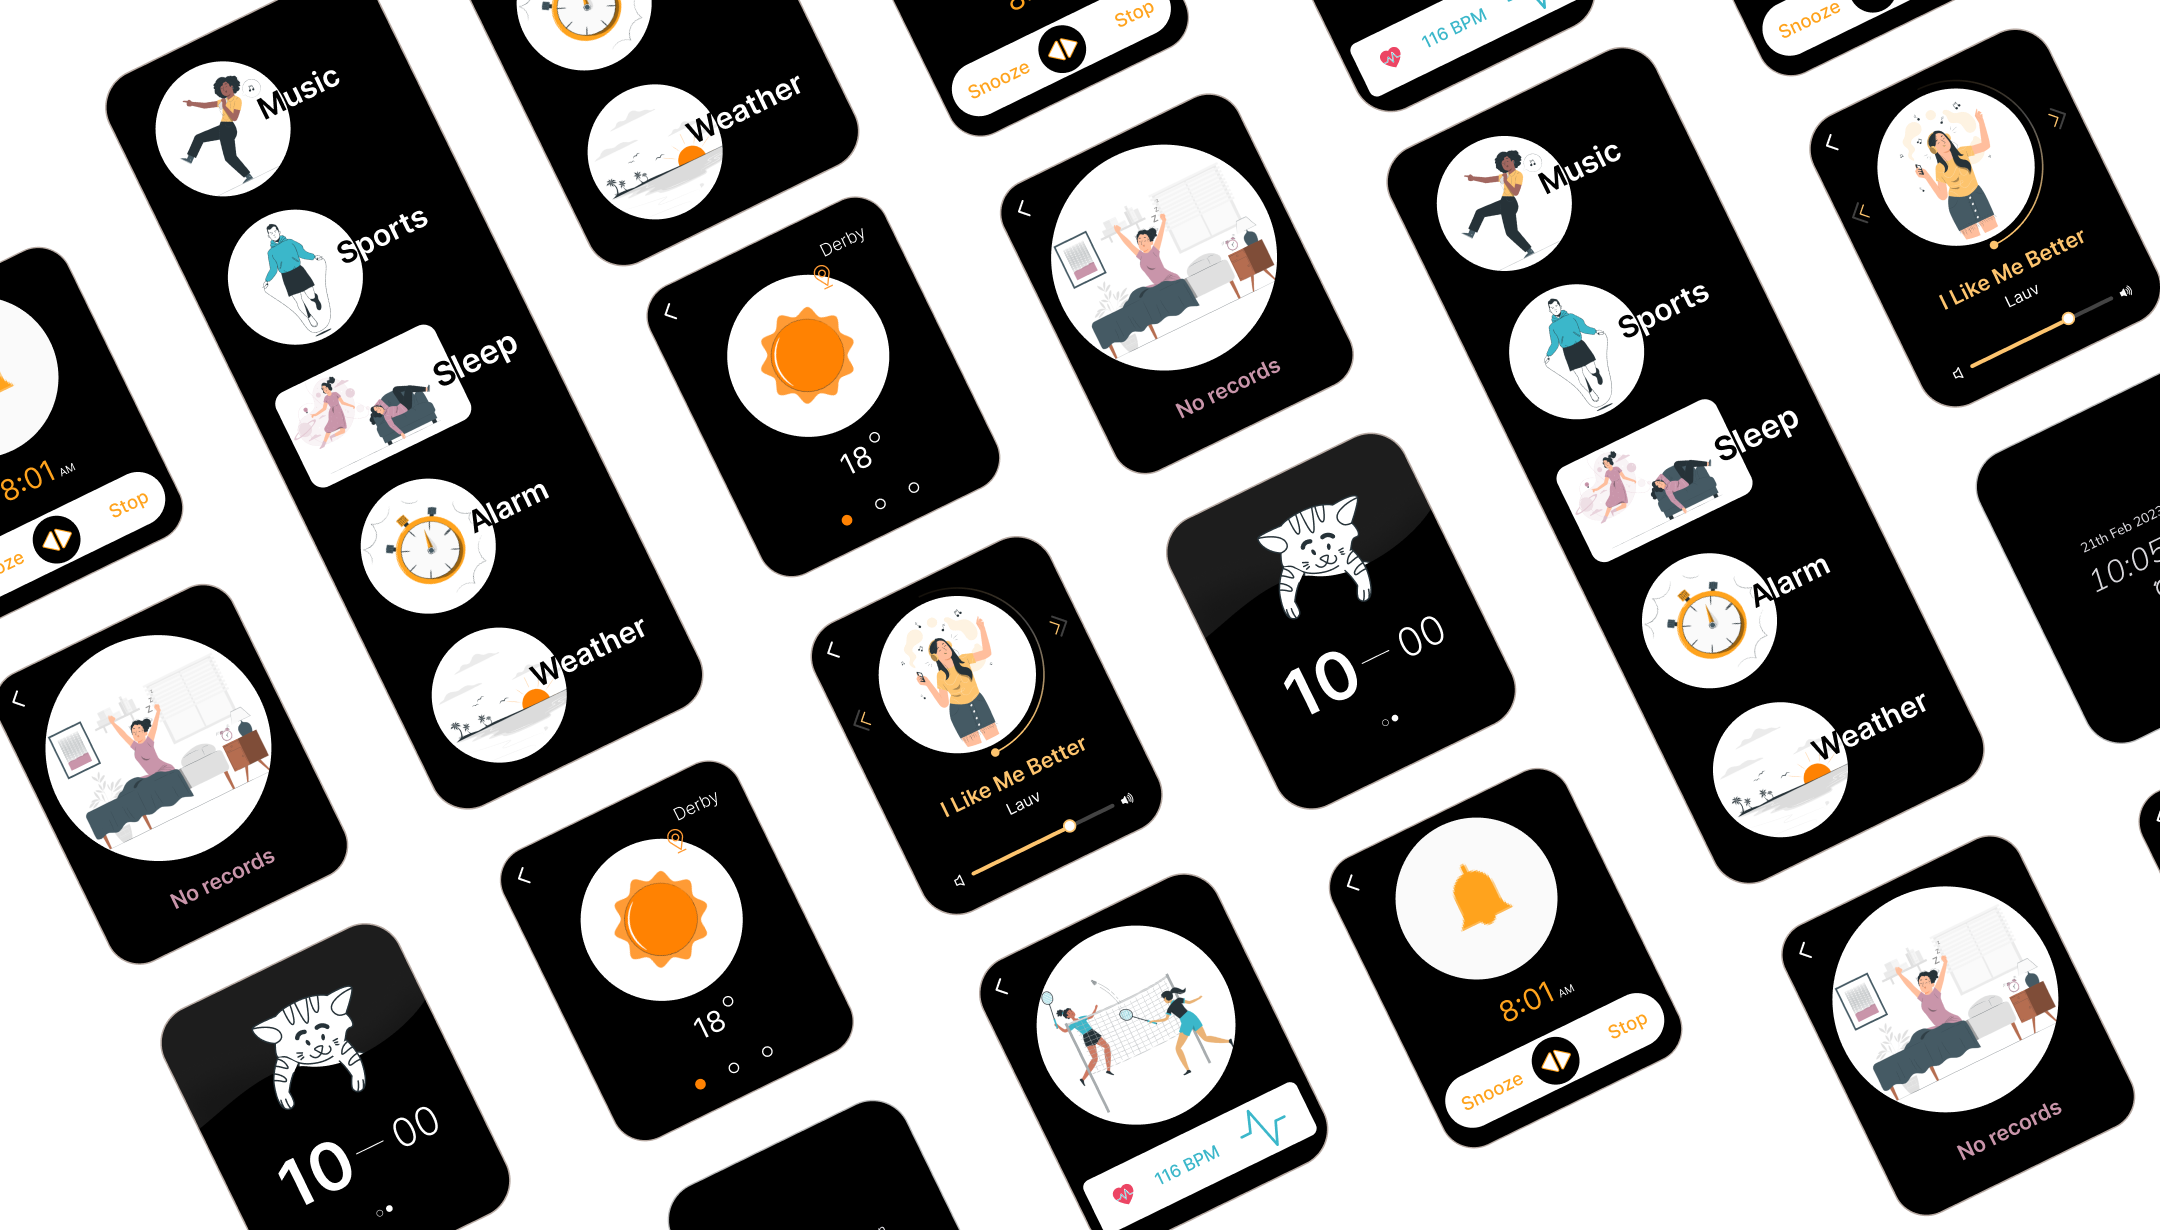 Music
Sports
Sleep
Alarm
Weather
Weather
Snooze
Stop
116 BPM
Snooze
8:01 AM
Stop
No records
10 — 00
Derby
18°
Derby
18°
No records
I Like Me Better
Lauv
10 — 00
116 BPM
8:01 AM
Snooze
Stop
Music
Sports
Sleep
Alarm
Weather
I Like Me Better
Lauv
21th Feb 2023
10:05
No records